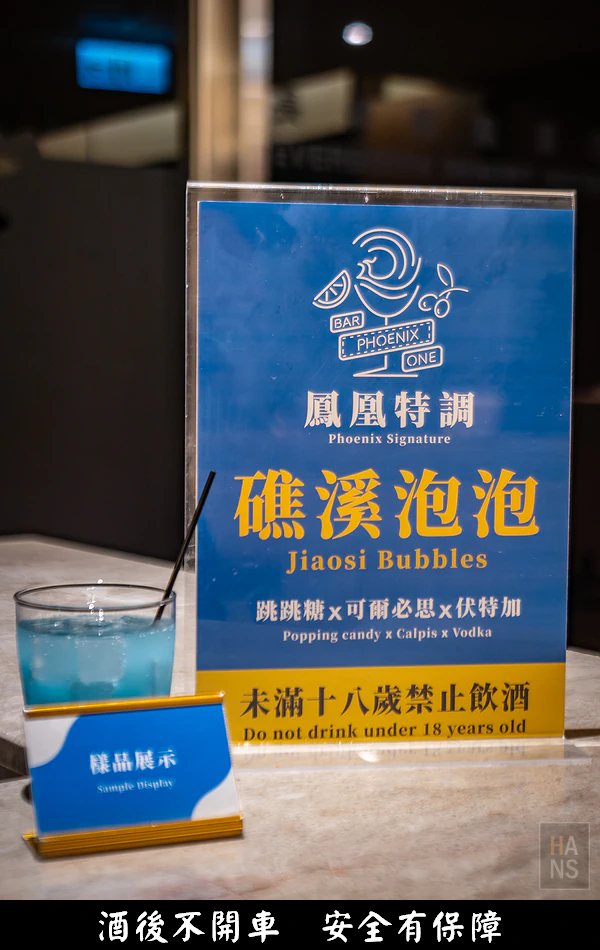 BAR
PHOENIX
ONE
鳳凰特調
Phoenix Signature
礁溪泡泡
Jiaosi Bubbles
跳跳糖x可爾必思x伏特加
Popping candy x Calpis x Vodka
未滿十八歲禁止飲酒
Do not drink under 18 years old
樣品展示
Sample Display
HA
NS
酒後不開車 安全有保障